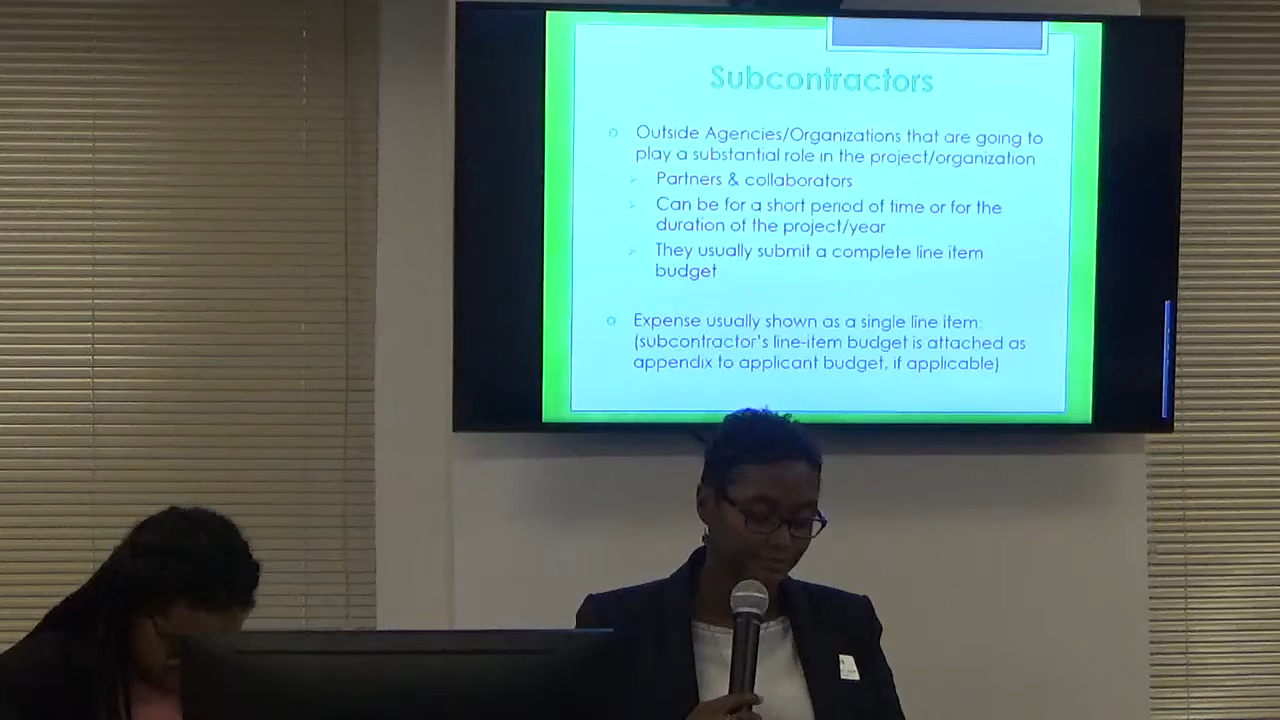 Subcontractors
Outside Agencies/Organizations that are going to
play a substantial role in the project/organization
Partners & collaborators
Can be for a short period of time or for the
duration of the project/year
They usually submit a complete line item
budget
Expense usually shown as a single line item:
(subcontractor's line-item budget is attached as
appendix to applicant budget, if applicable)